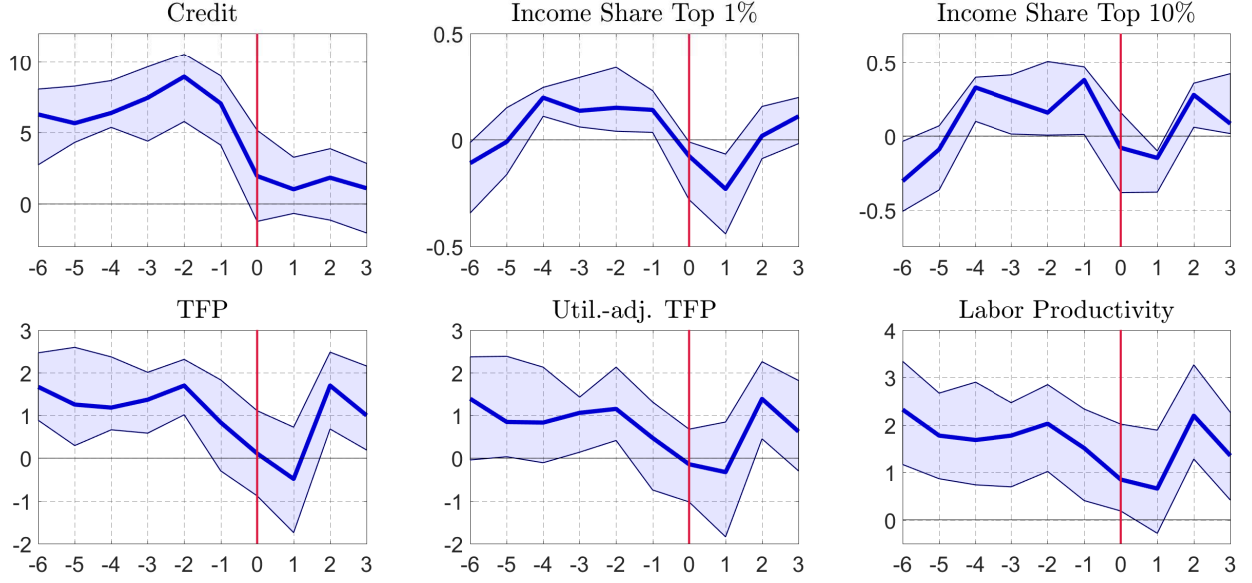 Credit
Income Share Top 1%
Income Share Top 10%
10
5
0
-6 -5 -4 -3 -2 -1 0 1 2 3
0.5
0
-0.5
-6 -5 -4 -3 -2 -1 0 1 2 3
0.5
0
-0.5
-6 -5 -4 -3 -2 -1 0 1 2 3
TFP
Util.-adj. TFP
Labor Productivity
3
2
1
0
-1
-2
-6 -5 -4 -3 -2 -1 0 1 2 3
3
2
1
0
-1
-2
-6 -5 -4 -3 -2 -1 0 1 2 3
4
3
2
1
0
-6 -5 -4 -3 -2 -1 0 1 2 3